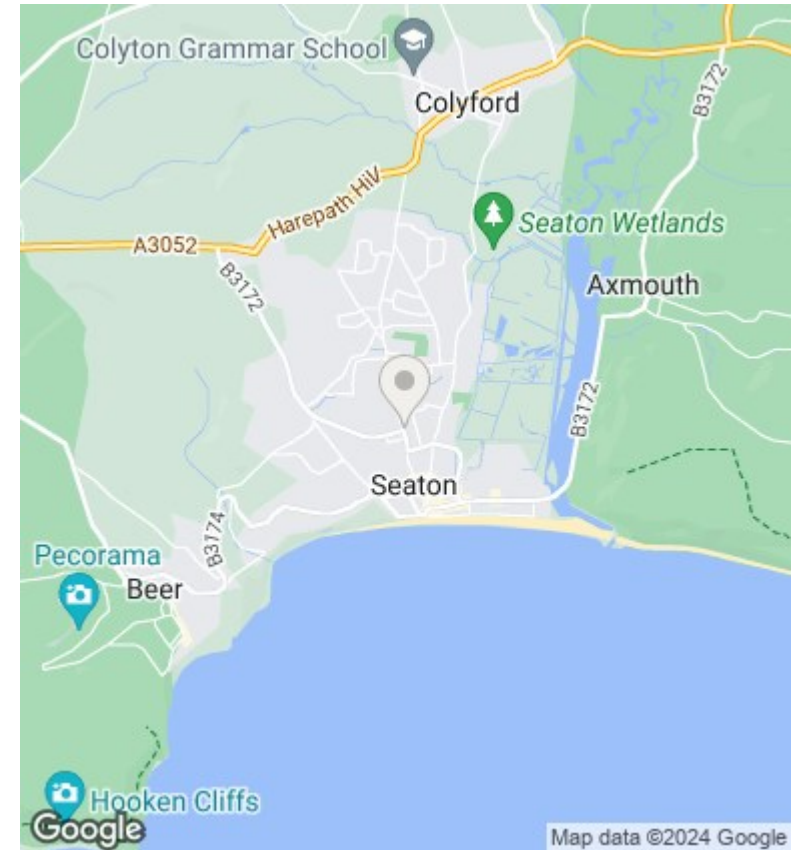 Colyton Grammar School
Colyford
B3172
Harepath Hil
A3052
Seaton Wetlands
B3172
Axmouth
B3172
Seaton
B3174
Pecorama
Beer
Hooken Cliffs
Google
Map data ©2024 Google